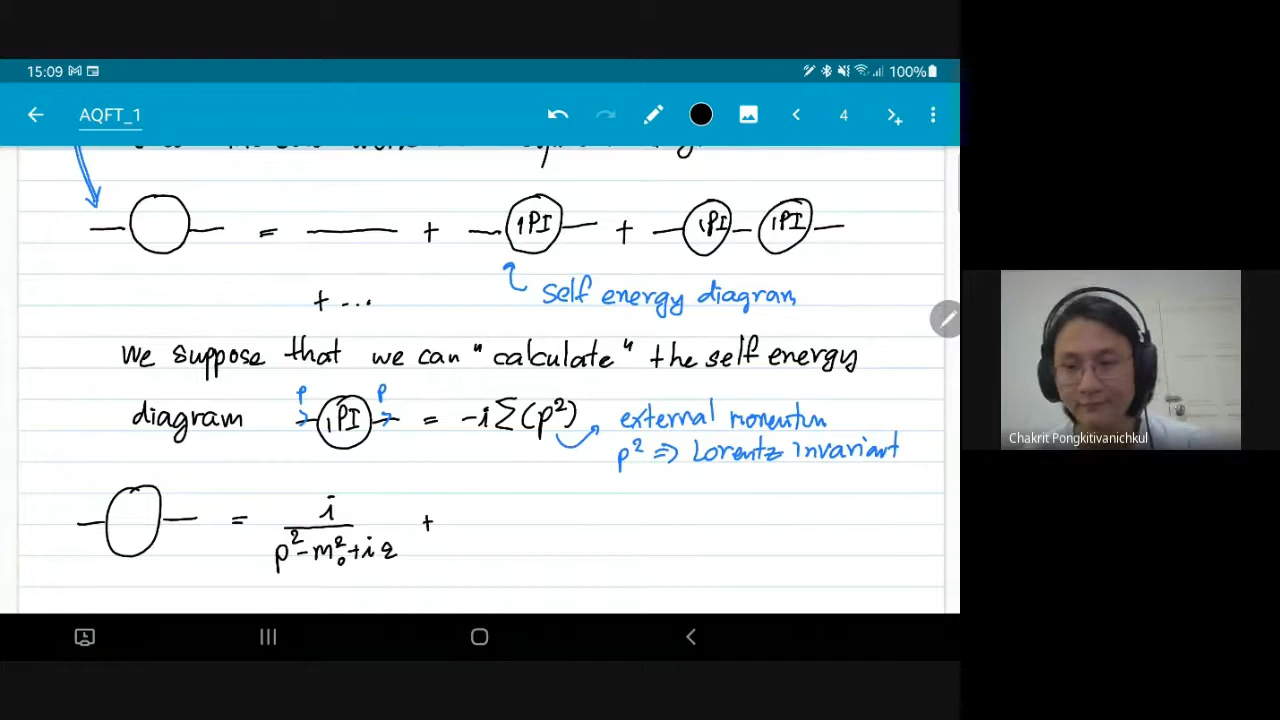 15:09 100%
AQFT_1 4
= + 1PI + 1PI 1PI
self energy diagram
+ ...
We suppose that we can "calculate" the self energy
p p
diagram 1PI = -i Σ(p²) external momentum
p² => Lorentz invariant
Chakrit Pongkitivanichkul
= i / (p² - m₀² + iε) +